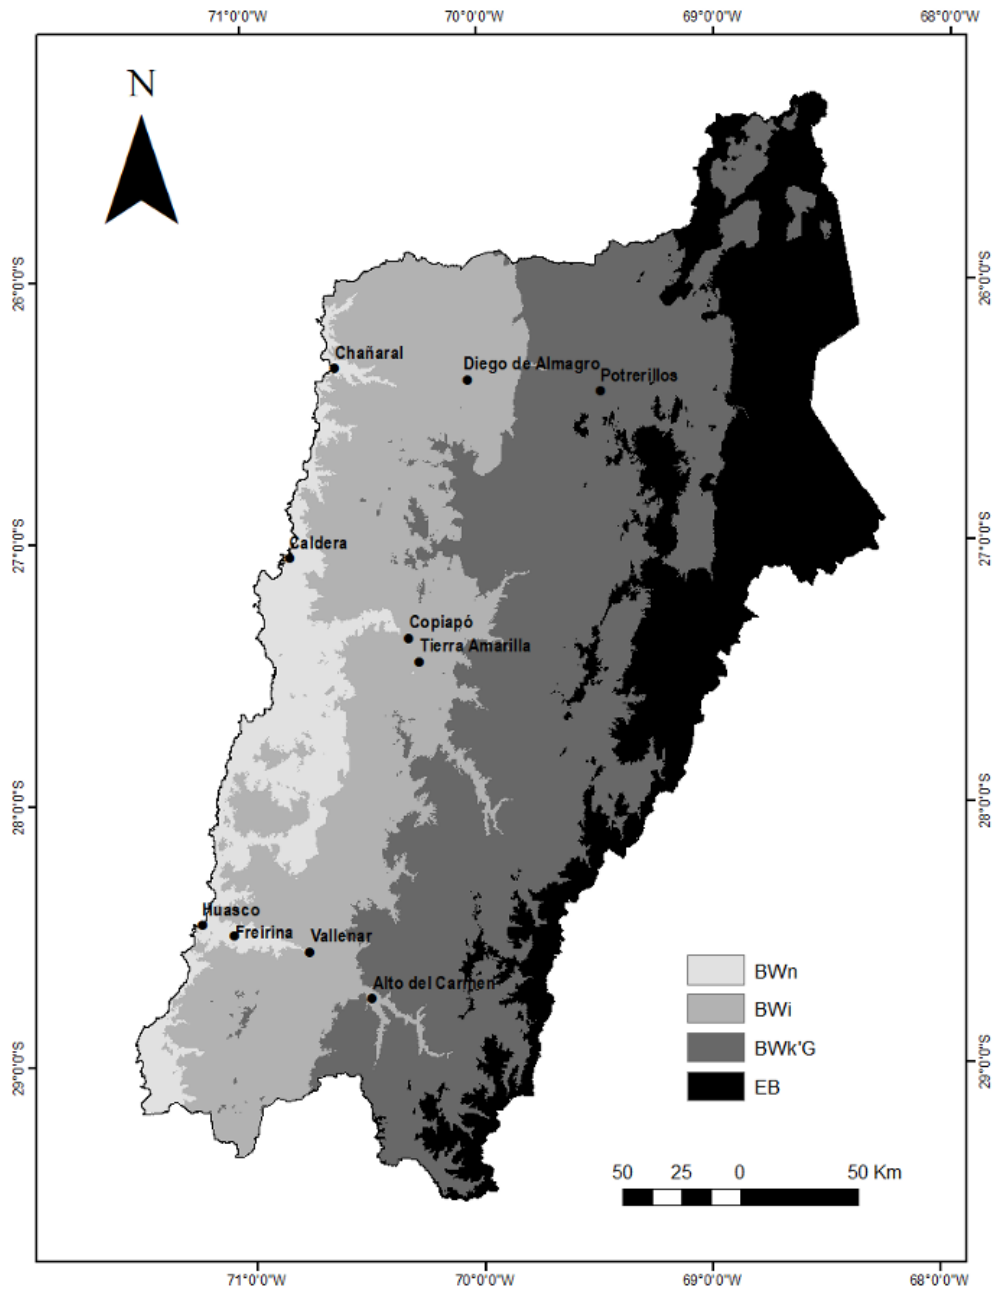 71°0'0"W 70°0'0"W 69°0'0"W 68°0'0"W
N
26°0'0"S 26°0'0"S
Chañaral
Diego de Almagro
Potrerillos
27°0'0"S 27°0'0"S
Caldera
Copiapó
Tierra Amarilla
28°0'0"S 28°0'0"S
Huasco
Freirina
Vallenar
Alto del Carmen
BWn
BWi
BWk'G
EB
29°0'0"S 29°0'0"S
50 25 0 50 Km
71°0'0"W 70°0'0"W 69°0'0"W 68°0'0"W